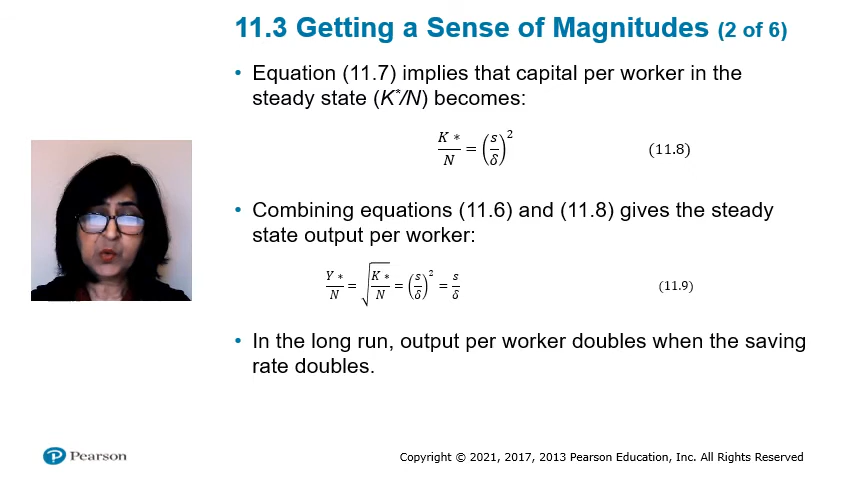 11.3 Getting a Sense of Magnitudes (2 of 6)
• Equation (11.7) implies that capital per worker in the
steady state (K*/N) becomes:
K∗/N = (s/δ)² (11.8)
• Combining equations (11.6) and (11.8) gives the steady
state output per worker:
Y∗/N = √(K∗/N) = (s/δ)² = s/δ (11.9)
• In the long run, output per worker doubles when the saving
rate doubles.
Pearson
Copyright © 2021, 2017, 2013 Pearson Education, Inc. All Rights Reserved